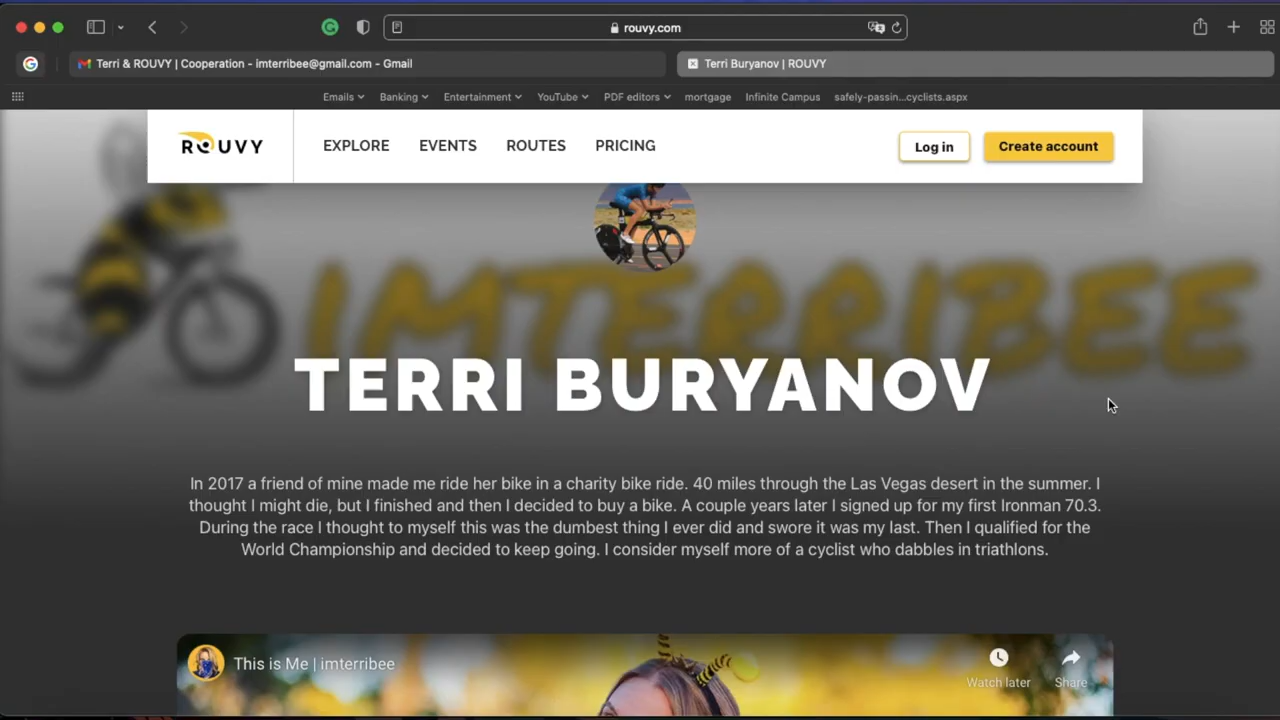 rouvy.com
Terri & ROUVY | Cooperation - imterribee@gmail.com - Gmail
Terri Buryanov | ROUVY
Emails
Banking
Entertainment
YouTube
PDF editors
mortgage
Infinite Campus
safely-passin...cyclists.aspx
ROUVY
EXPLORE
EVENTS
ROUTES
PRICING
Log in
Create account
IMTERRIBEE
TERRI BURYANOV
In 2017 a friend of mine made me ride her bike in a charity bike ride. 40 miles through the Las Vegas desert in the summer. I
thought I might die, but I finished and then I decided to buy a bike. A couple years later I signed up for my first Ironman 70.3.
During the race I thought to myself this was the dumbest thing I ever did and swore it was my last. Then I qualified for the
World Championship and decided to keep going. I consider myself more of a cyclist who dabbles in triathlons.
This is Me | imterribee
Watch later
Share